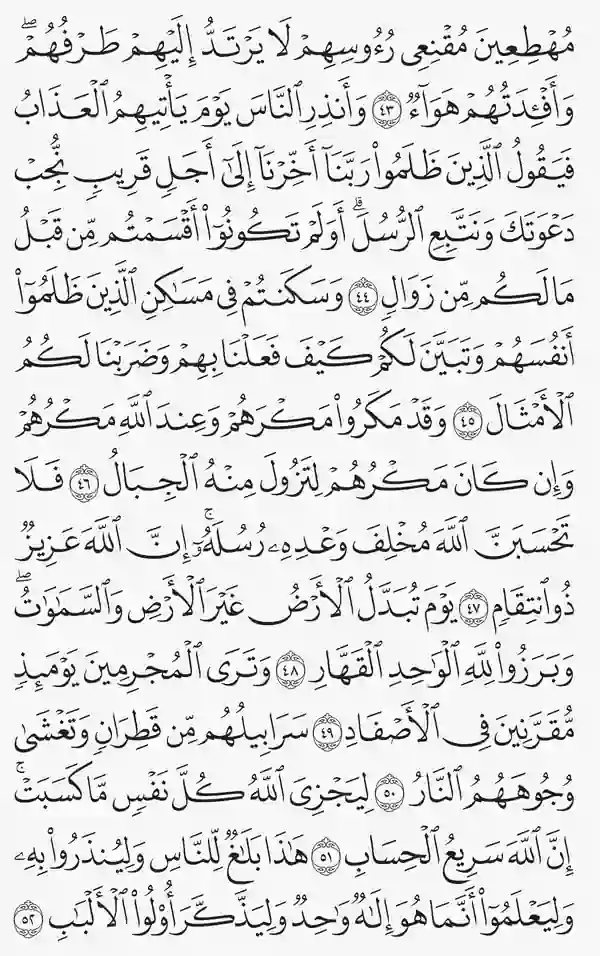 مُهْطِعِينَ مُقْنِعِى رُءُوسِهِمْ لَا يَرْتَدُّ إِلَيْهِمْ طَرْفُهُمْ ۖ
وَأَفْـِٔدَتُهُمْ هَوَآءٌ ٤٣ وَأَنذِرِ ٱلنَّاسَ يَوْمَ يَأْتِيهِمُ ٱلْعَذَابُ
فَيَقُولُ ٱلَّذِينَ ظَلَمُوا۟ رَبَّنَآ أَخِّرْنَآ إِلَىٰٓ أَجَلٍ قَرِيبٍ نُّجِبْ
دَعْوَتَكَ وَنَتَّبِعِ ٱلرُّسُلَ ۗ أَوَلَمْ تَكُونُوٓا۟ أَقْسَمْتُم مِّن قَبْلُ
مَا لَكُم مِّن زَوَالٍ ٤٤ وَسَكَنتُمْ فِى مَسَـٰكِنِ ٱلَّذِينَ ظَلَمُوٓا۟
أَنفُسَهُمْ وَتَبَيَّنَ لَكُمْ كَيْفَ فَعَلْنَا بِهِمْ وَضَرَبْنَا لَكُمُ
ٱلْأَمْثَالَ ٤٥ وَقَدْ مَكَرُوا۟ مَكْرَهُمْ وَعِندَ ٱللَّهِ مَكْرُهُمْ
وَإِن كَانَ مَكْرُهُمْ لِتَزُولَ مِنْهُ ٱلْجِبَالُ ٤٦ فَلَا
تَحْسَبَنَّ ٱللَّهَ مُخْلِفَ وَعْدِهِۦ رُسُلَهُۥٓ ۗ إِنَّ ٱللَّهَ عَزِيزٌ
ذُو ٱنتِقَامٍ ٤٧ يَوْمَ تُبَدَّلُ ٱلْأَرْضُ غَيْرَ ٱلْأَرْضِ وَٱلسَّمَـٰوَٰتُ ۖ
وَبَرَزُوا۟ لِلَّهِ ٱلْوَٰحِدِ ٱلْقَهَّارِ ٤٨ وَتَرَى ٱلْمُجْرِمِينَ يَوْمَئِذٍ
مُّقَرَّنِينَ فِى ٱلْأَصْفَادِ ٤٩ سَرَابِيلُهُم مِّن قَطِرَانٍ وَتَغْشَىٰ
وُجُوهَهُمُ ٱلنَّارُ ٥٠ لِيَجْزِىَ ٱللَّهُ كُلَّ نَفْسٍ مَّا كَسَبَتْ ۚ
إِنَّ ٱللَّهَ سَرِيعُ ٱلْحِسَابِ ٥١ هَـٰذَا بَلَـٰغٌ لِّلنَّاسِ وَلِيُنذَرُوا۟ بِهِۦ
وَلِيَعْلَمُوٓا۟ أَنَّمَا هُوَ إِلَـٰهٌ وَٰحِدٌ وَلِيَذَّكَّرَ أُو۟لُوا۟ ٱلْأَلْبَـٰبِ ٥٢